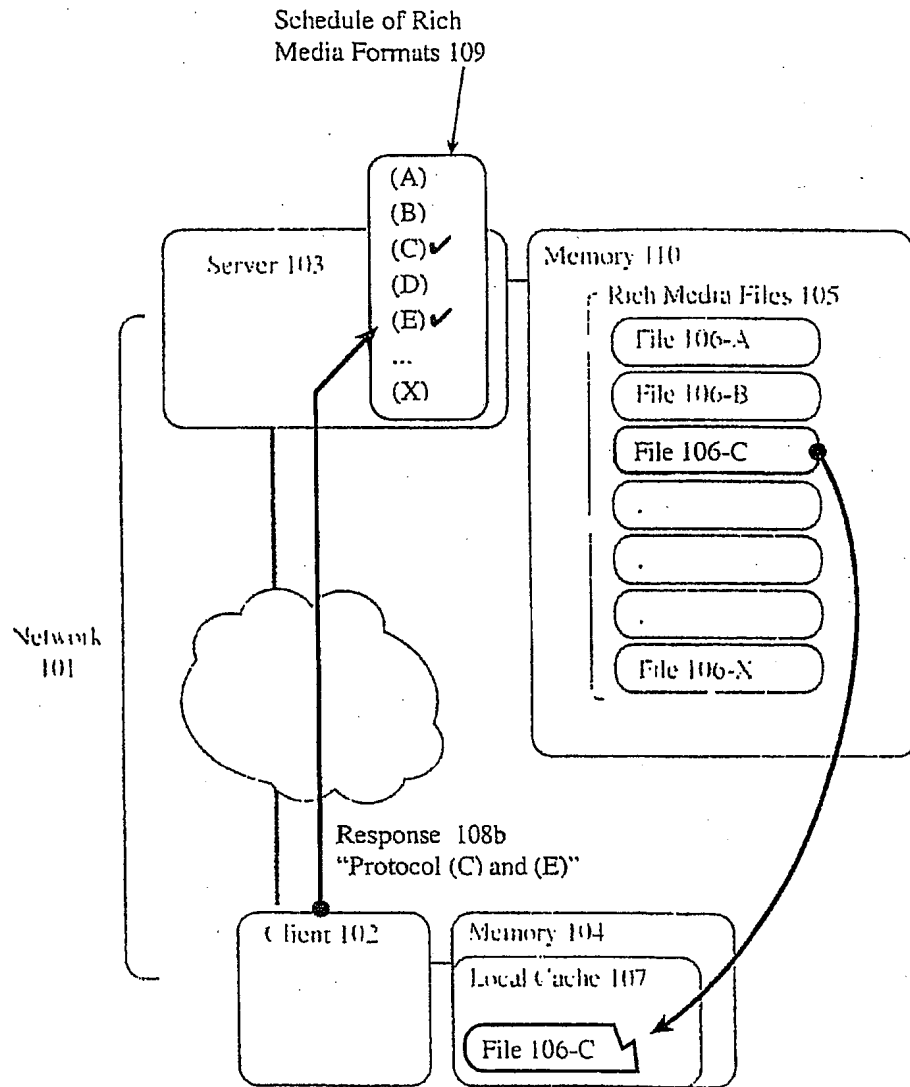 Schedule of Rich
Media Formats 109
(A)
(B)
(C)✔
(D)
(E)✔
...
(X)
Server 103
Memory 110
Rich Media Files 105
File 106-A
File 106-B
File 106-C
.
.
.
File 106-X
Network
101
Response 108b
“Protocol (C) and (E)”
Client 102
Memory 104
Local Cache 107
File 106-C